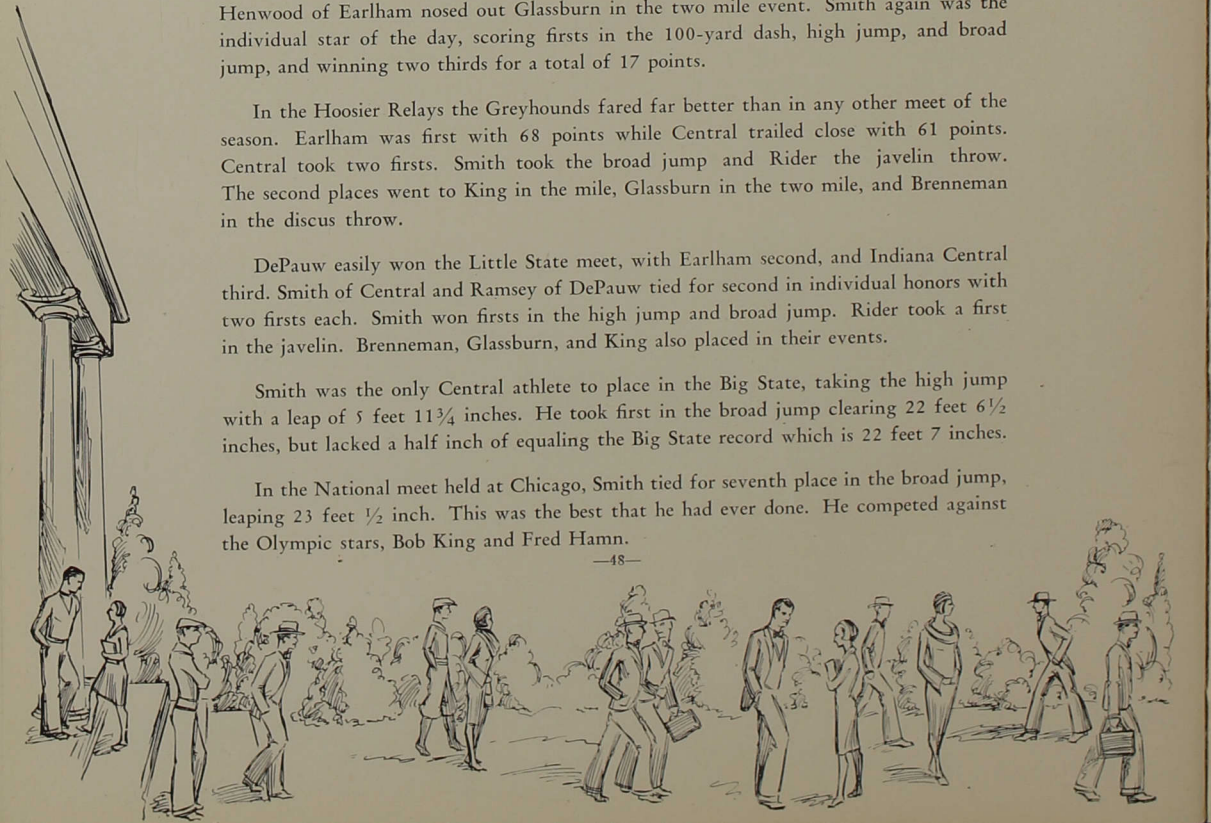 Henwood of Earlham nosed out Glassburn in the two mile event. Smith again was the
individual star of the day, scoring firsts in the 100-yard dash, high jump, and broad
jump, and winning two thirds for a total of 17 points.
In the Hoosier Relays the Greyhounds fared far better than in any other meet of the
season. Earlham was first with 68 points while Central trailed close with 61 points.
Central took two firsts. Smith took the broad jump and Rider the javelin throw.
The second places went to King in the mile, Glassburn in the two mile, and Brenneman
in the discus throw.
DePauw easily won the Little State meet, with Earlham second, and Indiana Central
third. Smith of Central and Ramsey of DePauw tied for second in individual honors with
two firsts each. Smith won firsts in the high jump and broad jump. Rider took a first
in the javelin. Brenneman, Glassburn, and King also placed in their events.
Smith was the only Central athlete to place in the Big State, taking the high jump
with a leap of 5 feet 11¾ inches. He took first in the broad jump clearing 22 feet 6½
inches, but lacked a half inch of equaling the Big State record which is 22 feet 7 inches.
In the National meet held at Chicago, Smith tied for seventh place in the broad jump,
leaping 23 feet ½ inch. This was the best that he had ever done. He competed against
the Olympic stars, Bob King and Fred Hamn.
—48—